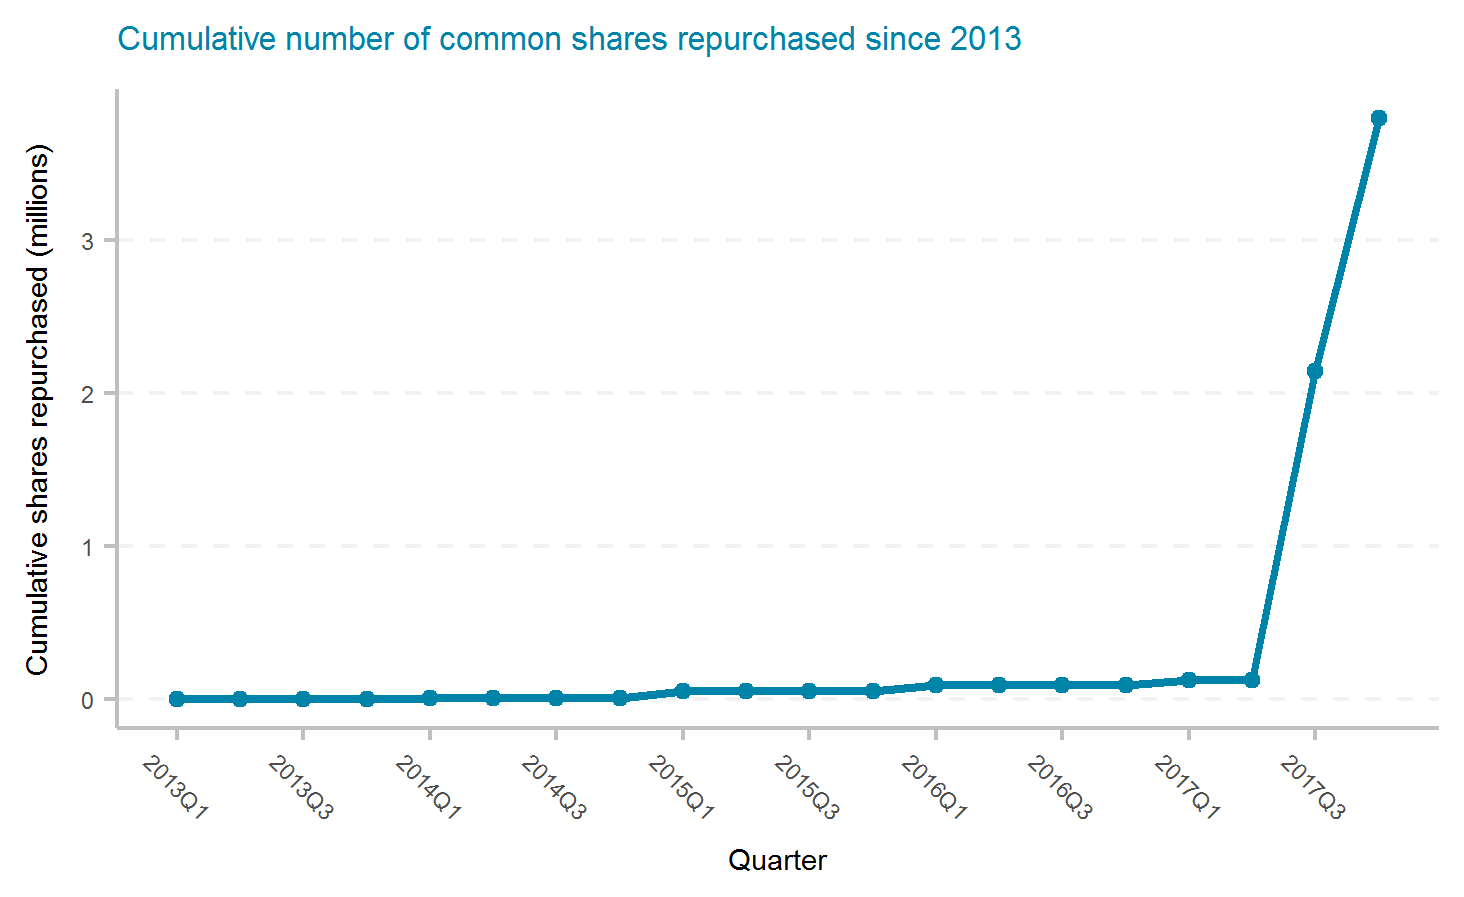 Cumulative number of common shares repurchased since 2013
Cumulative shares repurchased (millions)
3
2
1
0
2013Q1
2013Q3
2014Q1
2014Q3
2015Q1
2015Q3
2016Q1
2016Q3
2017Q1
2017Q3
Quarter